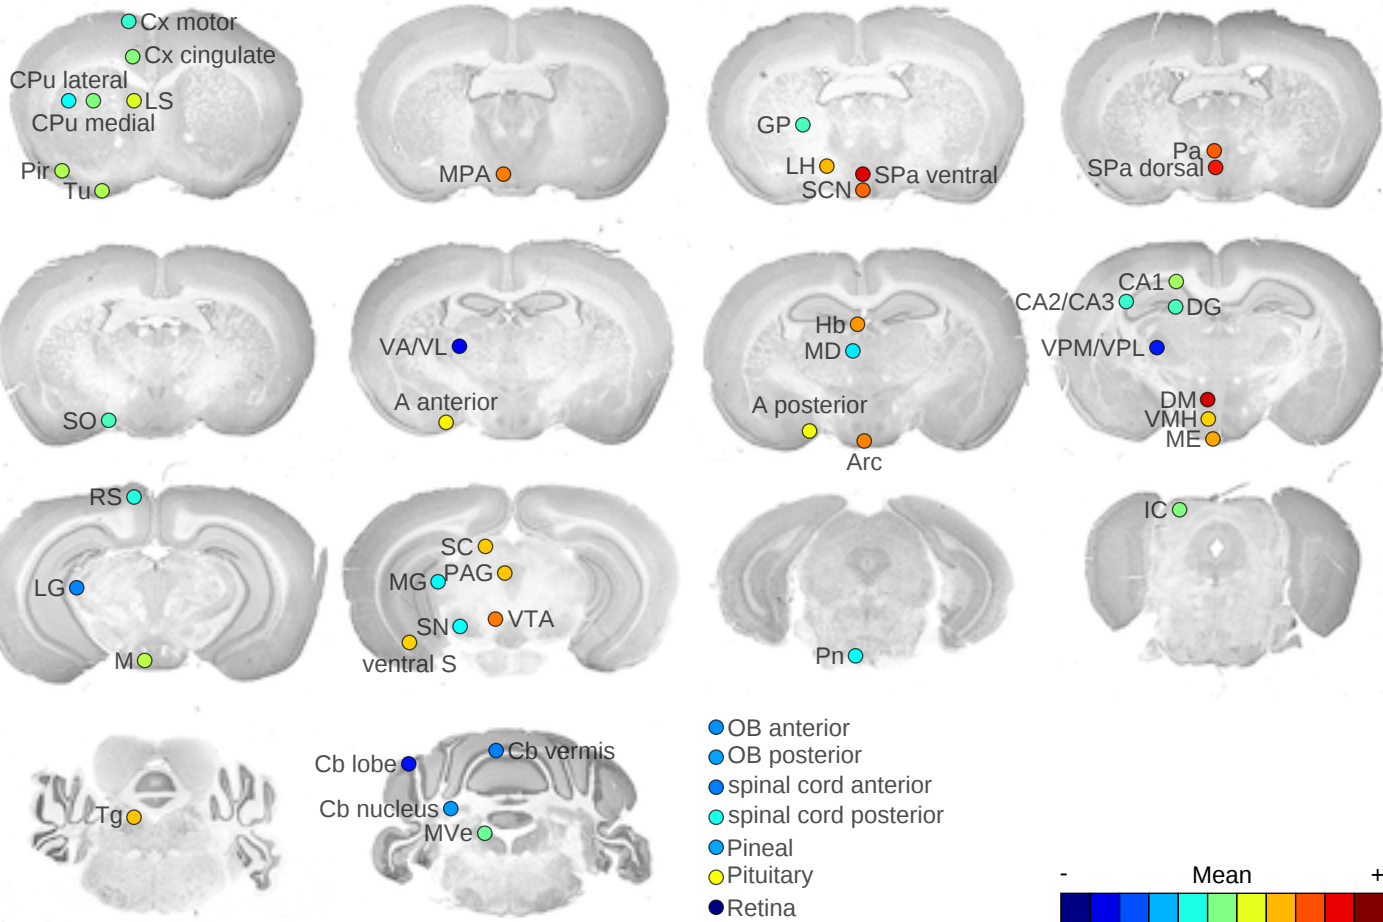 Cx motor
Cx cingulate
CPu lateral
LS
CPu medial
Pir
Tu
MPA
GP
LH
SPa ventral
SCN
Pa
SPa dorsal
SO
VA/VL
A anterior
Hb
MD
A posterior
Arc
CA1
CA2/CA3
DG
VPM/VPL
DM
VMH
ME
RS
LG
M
SC
MG
PAG
SN
VTA
ventral S
Pn
IC
Tg
Cb lobe
Cb vermis
Cb nucleus
MVe
OB anterior
OB posterior
spinal cord anterior
spinal cord posterior
Pineal
Pituitary
Retina
- Mean +